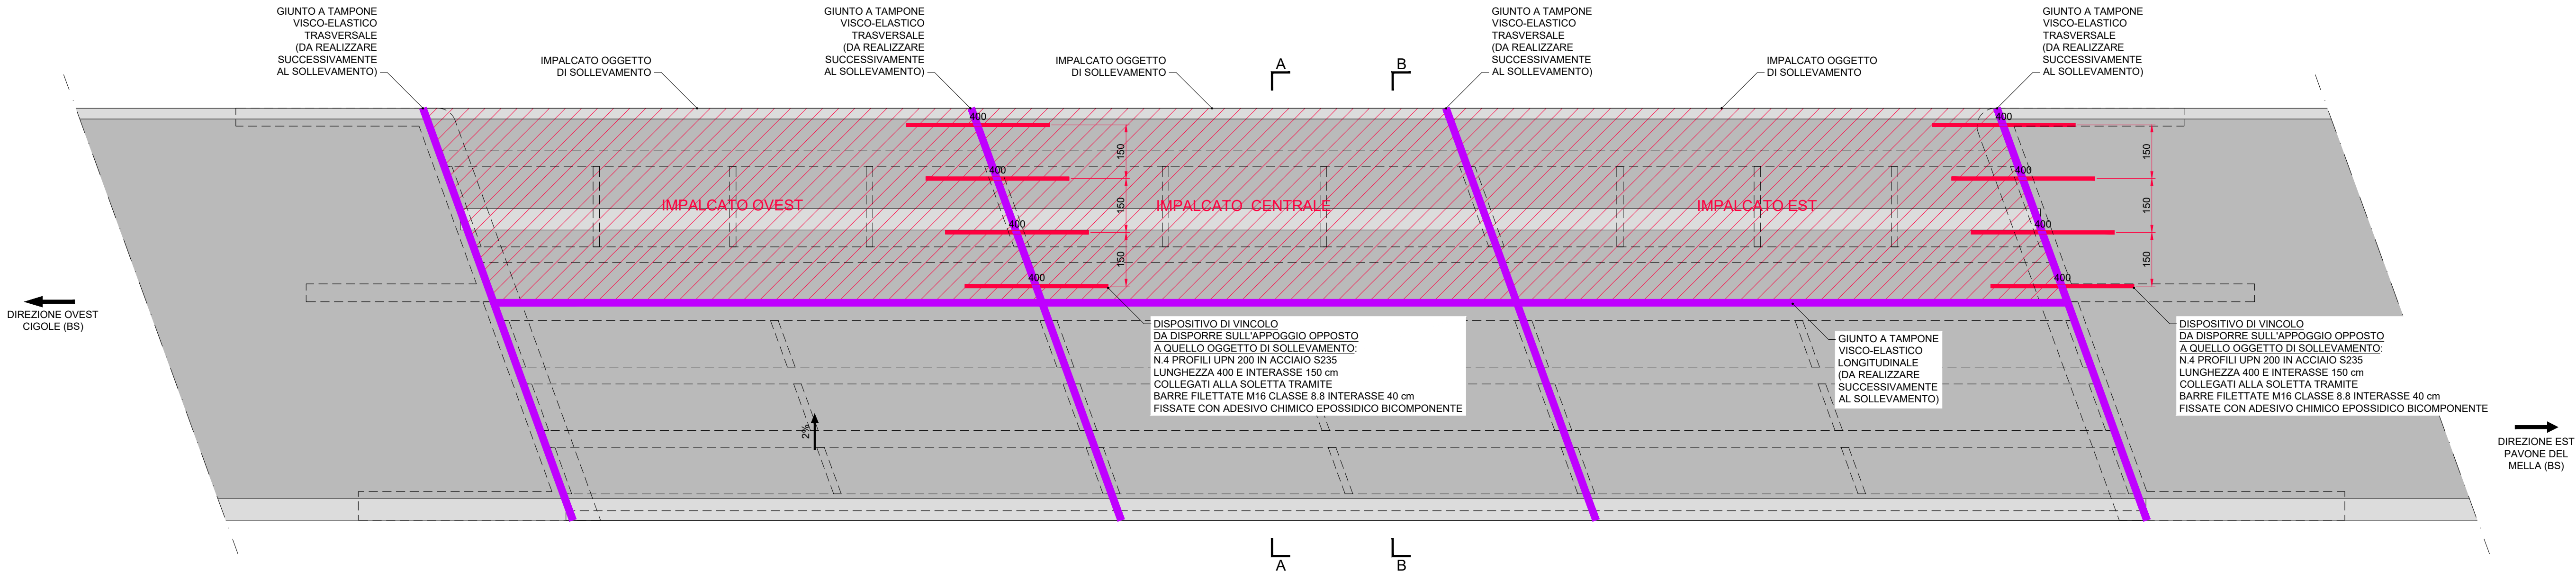 GIUNTO A TAMPONE
VISCO-ELASTICO
TRASVERSALE
(DA REALIZZARE
SUCCESSIVAMENTE
AL SOLLEVAMENTO)
IMPALCATO OGGETTO
DI SOLLEVAMENTO
GIUNTO A TAMPONE
VISCO-ELASTICO
TRASVERSALE
(DA REALIZZARE
SUCCESSIVAMENTE
AL SOLLEVAMENTO)
IMPALCATO OGGETTO
DI SOLLEVAMENTO
A
B
GIUNTO A TAMPONE
VISCO-ELASTICO
TRASVERSALE
(DA REALIZZARE
SUCCESSIVAMENTE
AL SOLLEVAMENTO)
IMPALCATO OGGETTO
DI SOLLEVAMENTO
GIUNTO A TAMPONE
VISCO-ELASTICO
TRASVERSALE
(DA REALIZZARE
SUCCESSIVAMENTE
AL SOLLEVAMENTO)
400
400
400
400
150
150
150
400
400
400
400
150
150
150
IMPALCATO OVEST
IMPALCATO CENTRALE
IMPALCATO EST
DIREZIONE OVEST
CIGOLE (BS)
DISPOSITIVO DI VINCOLO
DA DISPORRE SULL'APPOGGIO OPPOSTO
A QUELLO OGGETTO DI SOLLEVAMENTO:
N.4 PROFILI UPN 200 IN ACCIAIO S235
LUNGHEZZA 400 E INTERASSE 150 cm
COLLEGATI ALLA SOLETTA TRAMITE
BARRE FILETTATE M16 CLASSE 8.8 INTERASSE 40 cm
FISSATE CON ADESIVO CHIMICO EPOSSIDICO BICOMPONENTE
GIUNTO A TAMPONE
VISCO-ELASTICO
LONGITUDINALE
(DA REALIZZARE
SUCCESSIVAMENTE
AL SOLLEVAMENTO)
DISPOSITIVO DI VINCOLO
DA DISPORRE SULL'APPOGGIO OPPOSTO
A QUELLO OGGETTO DI SOLLEVAMENTO:
N.4 PROFILI UPN 200 IN ACCIAIO S235
LUNGHEZZA 400 E INTERASSE 150 cm
COLLEGATI ALLA SOLETTA TRAMITE
BARRE FILETTATE M16 CLASSE 8.8 INTERASSE 40 cm
FISSATE CON ADESIVO CHIMICO EPOSSIDICO BICOMPONENTE
2%
DIREZIONE EST
PAVONE DEL
MELLA (BS)
A
B